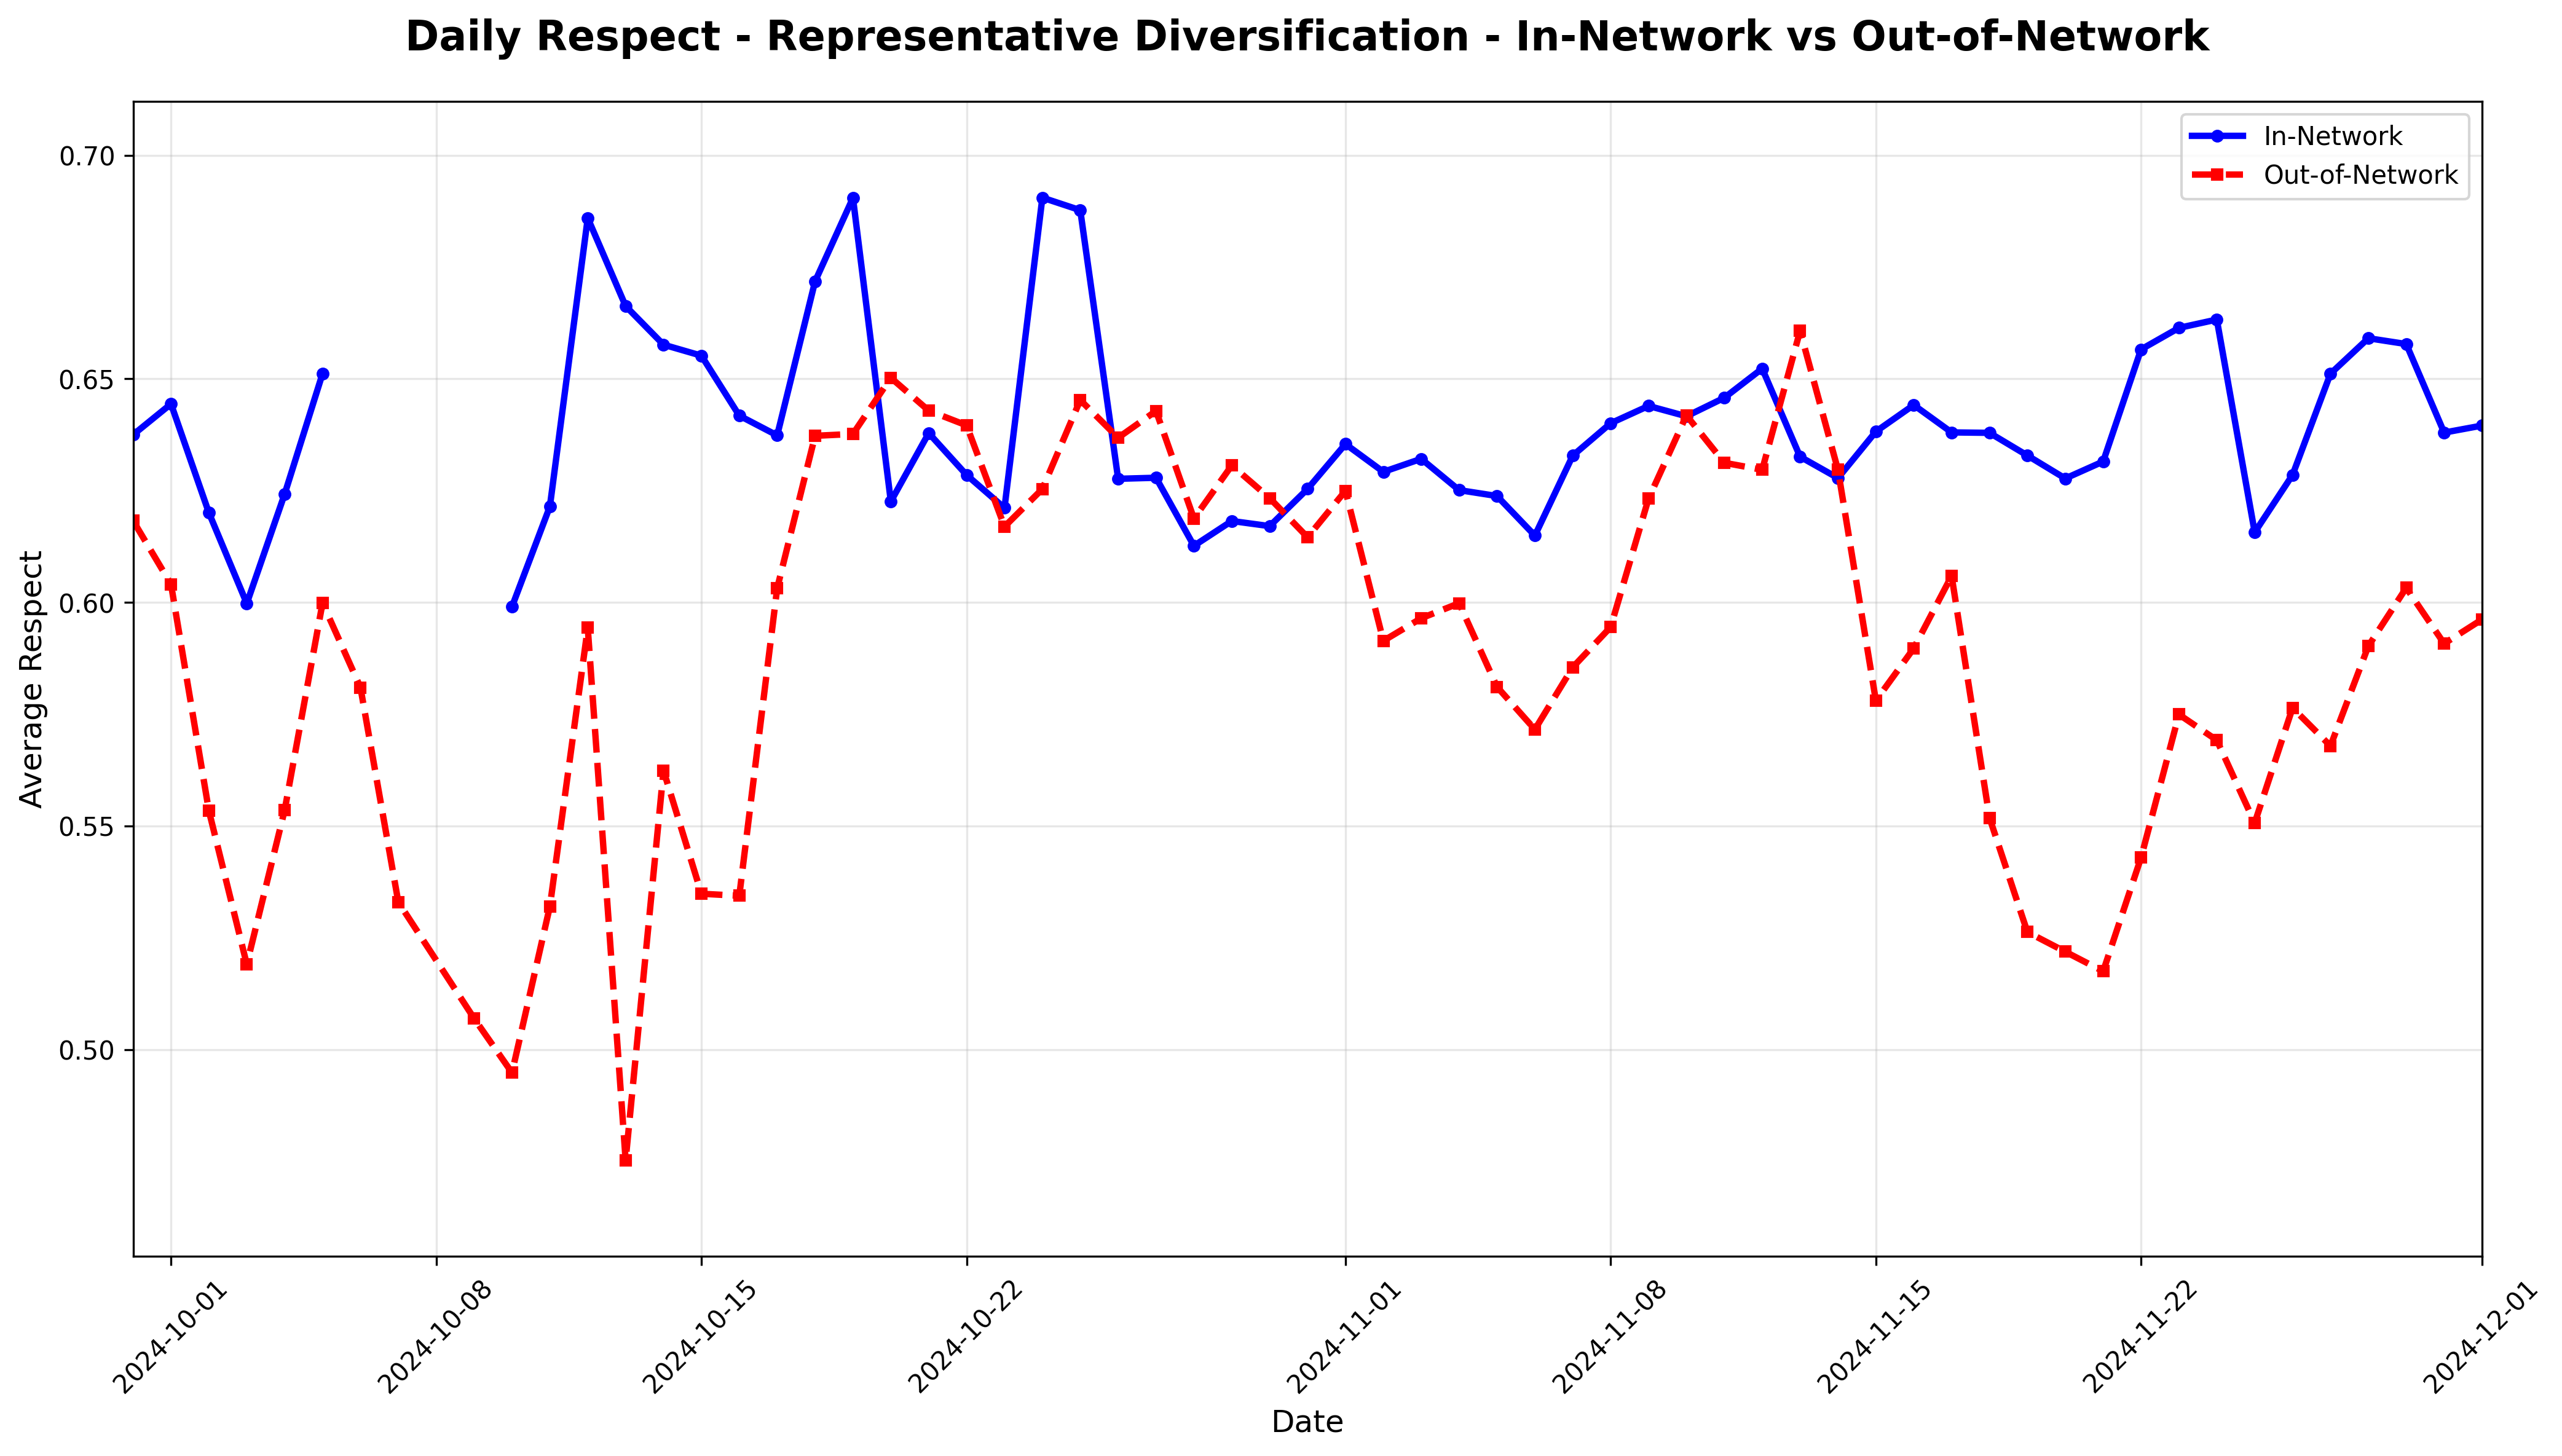 Daily Respect - Representative Diversification - In-Network vs Out-of-Network
In-Network
Out-of-Network
Average Respect
0.70
0.65
0.60
0.55
0.50
2024-10-01
2024-10-08
2024-10-15
2024-10-22
2024-11-01
2024-11-08
2024-11-15
2024-11-22
2024-12-01
Date